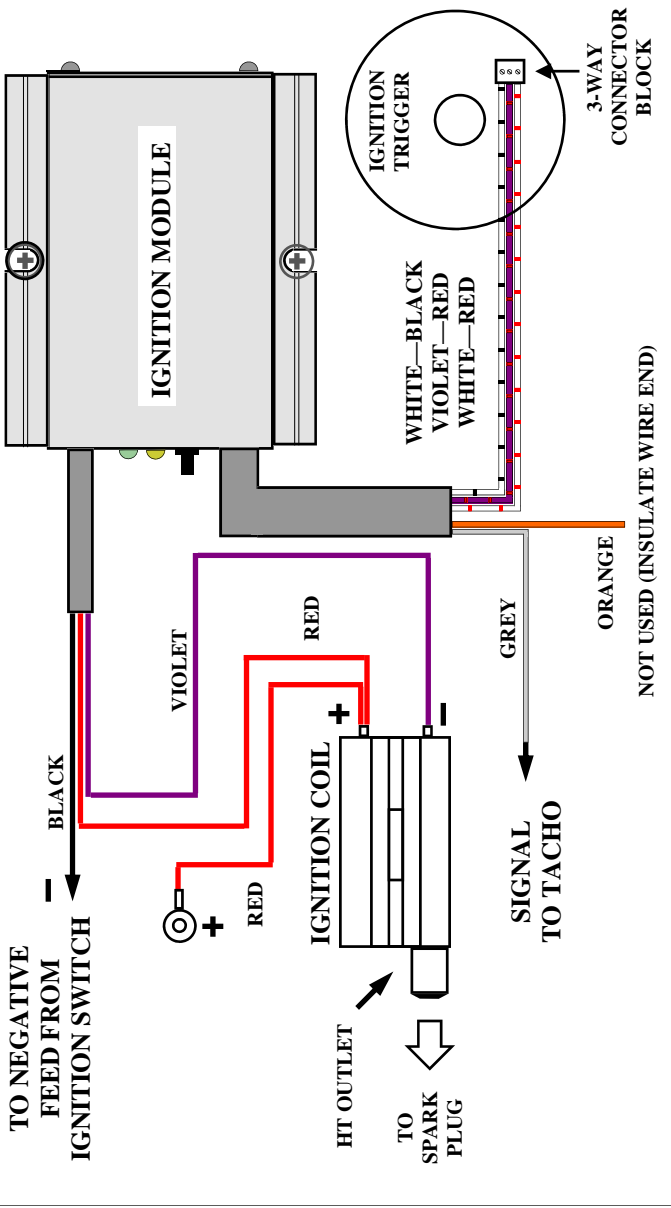 IGNITION MODULE
IGNITION
TRIGGER
3-WAY
CONNECTOR
BLOCK
WHITE—BLACK
VIOLET—RED
WHITE—RED
NOT USED (INSULATE WIRE END)
ORANGE
GREY
RED
VIOLET
BLACK
+
−
IGNITION COIL
SIGNAL
TO TACHO
RED
+
−
TO NEGATIVE
FEED FROM
IGNITION SWITCH
HT OUTLET
TO
SPARK
PLUG